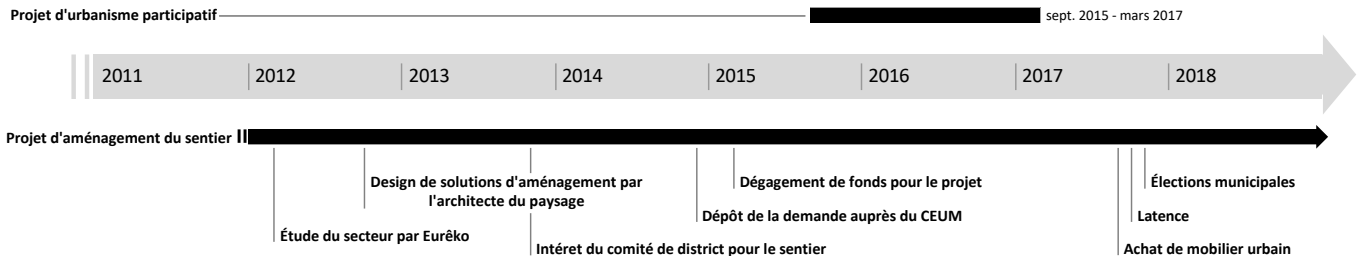 Projet d'urbanisme participatif
sept. 2015 - mars 2017
2011
2012
2013
2014
2015
2016
2017
2018
Projet d'aménagement du sentier
Design de solutions d'aménagement par
l'architecte du paysage
Dégagement de fonds pour le projet
Élections municipales
Étude du secteur par Eurêko
Dépôt de la demande auprès du CEUM
Latence
Intéret du comité de district pour le sentier
Achat de mobilier urbain